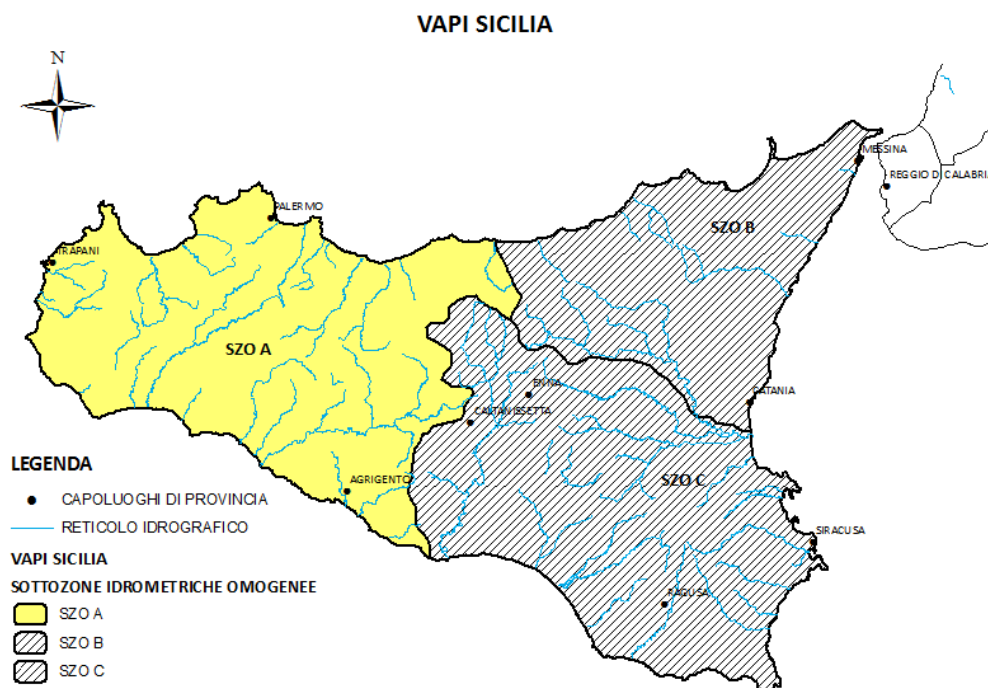 VAPI SICILIA
N
MESSINA
REGGIO DI CALABRIA
PALERMO
SZO B
TRAPANI
SZO A
ENNA
CATANIA
CALTANISSETTA
LEGENDA
AGRIGENTO
SZO C
CAPOLUOGHI DI PROVINCIA
RETICOLO IDROGRAFICO
SIRACUSA
VAPI SICILIA
SOTTOZONE IDROMETRICHE OMOGENEE
RAGUSA
SZO A
SZO B
SZO C